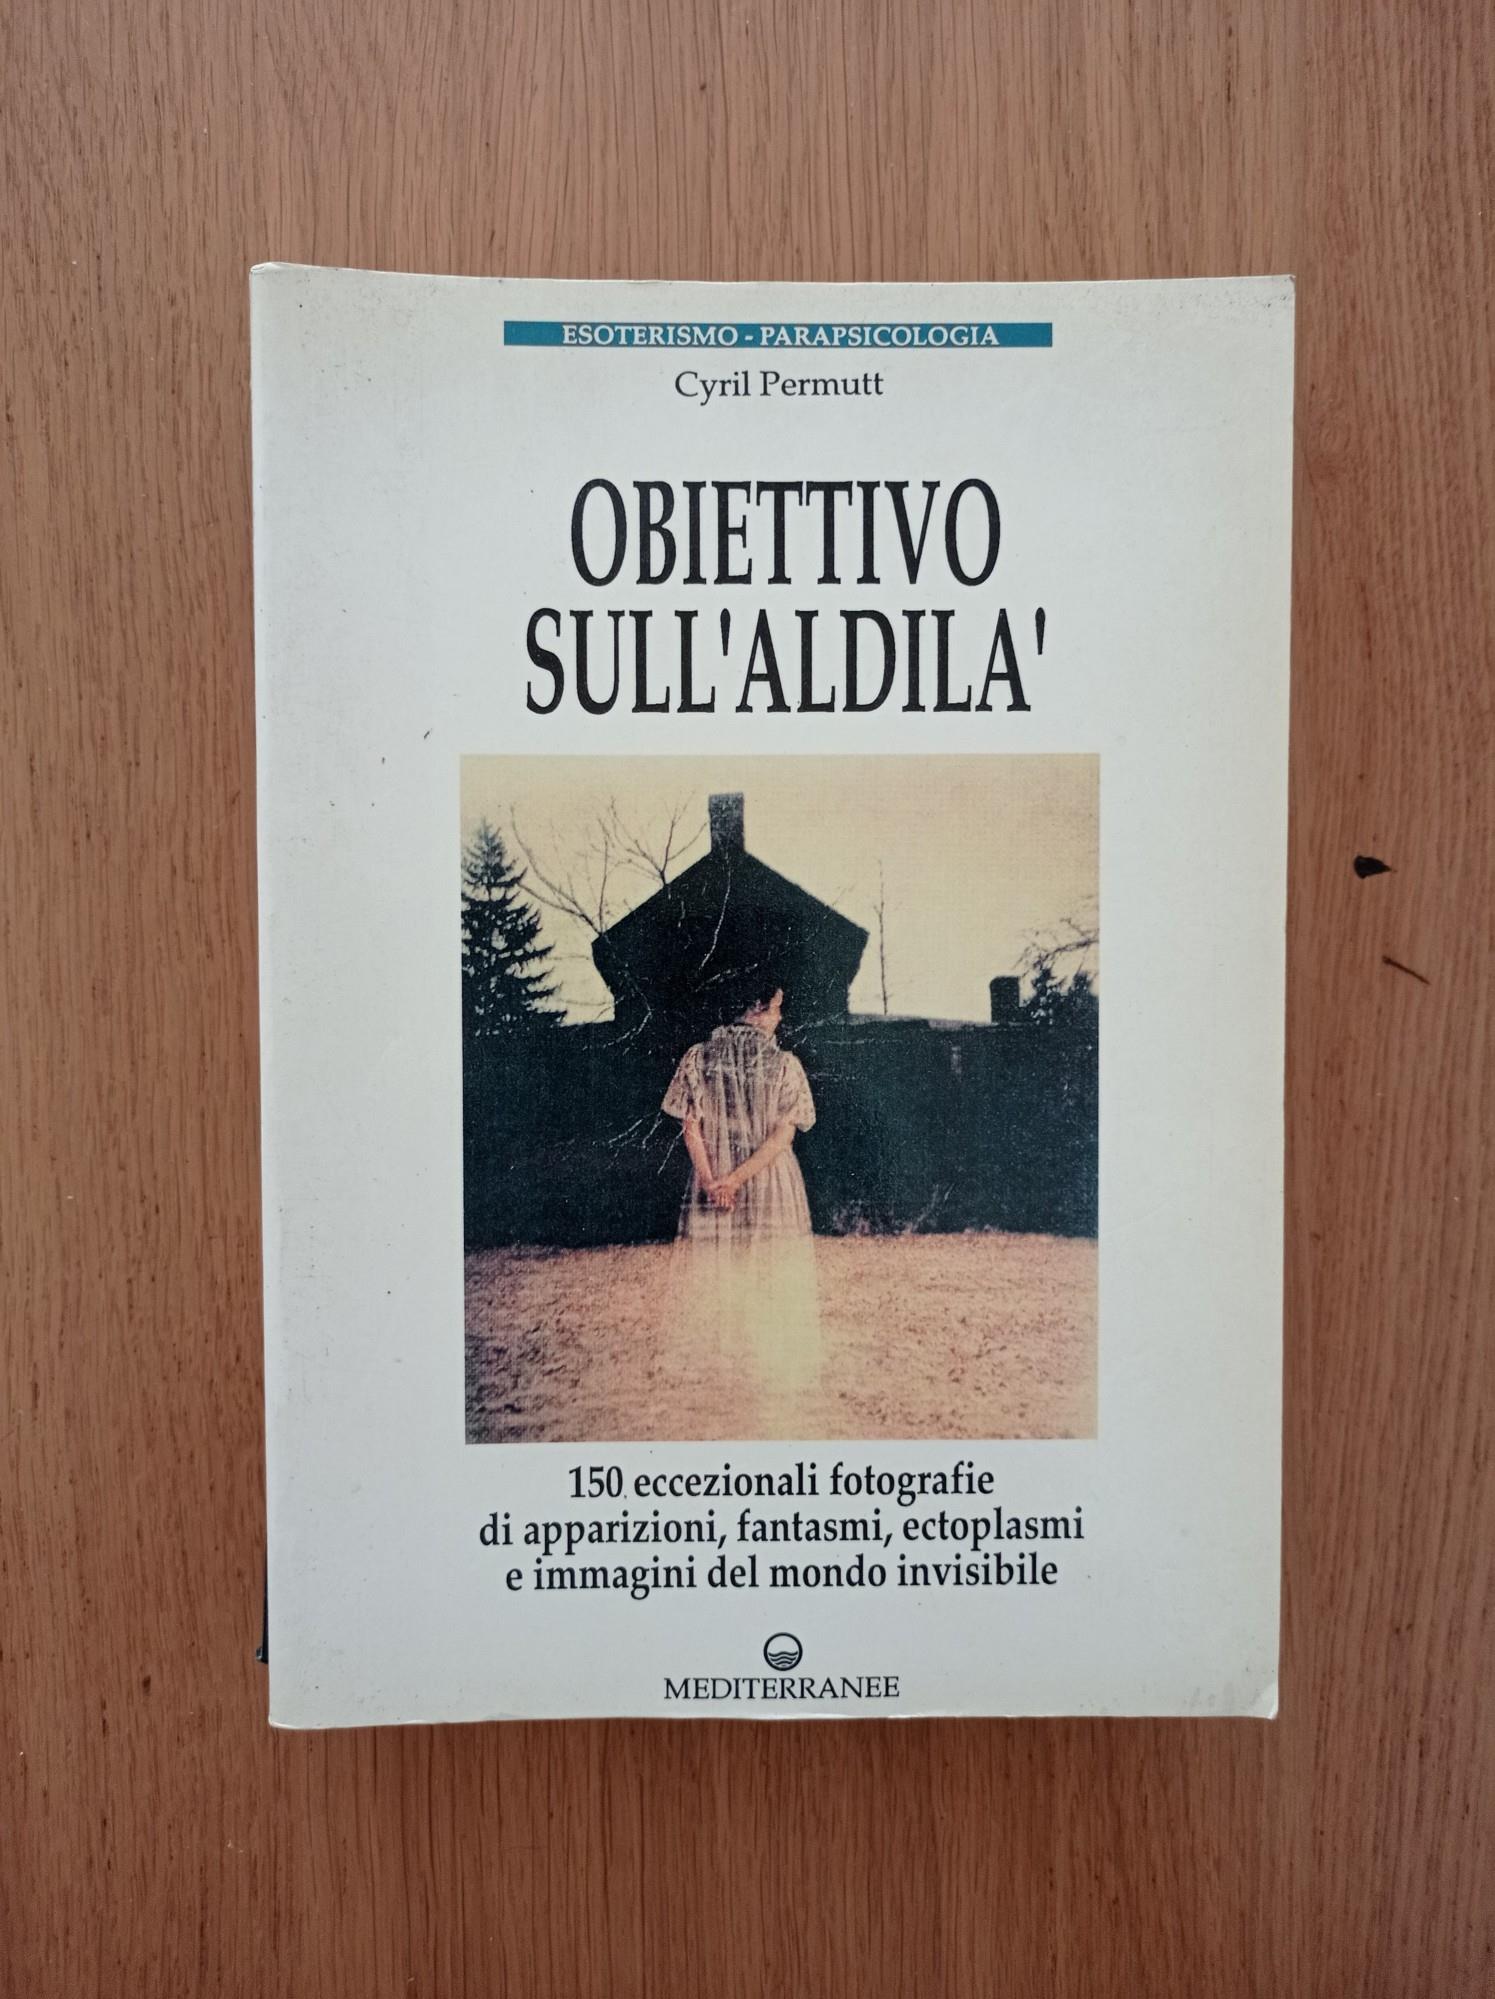 ESOTERISMO - PARAPSICOLOGIA
Cyril Permutt
OBIETTIVO
SULL'ALDILA'
150 eccezionali fotografie
di apparizioni, fantasmi, ectoplasmi
e immagini del mondo invisibile
MEDITERRANEE